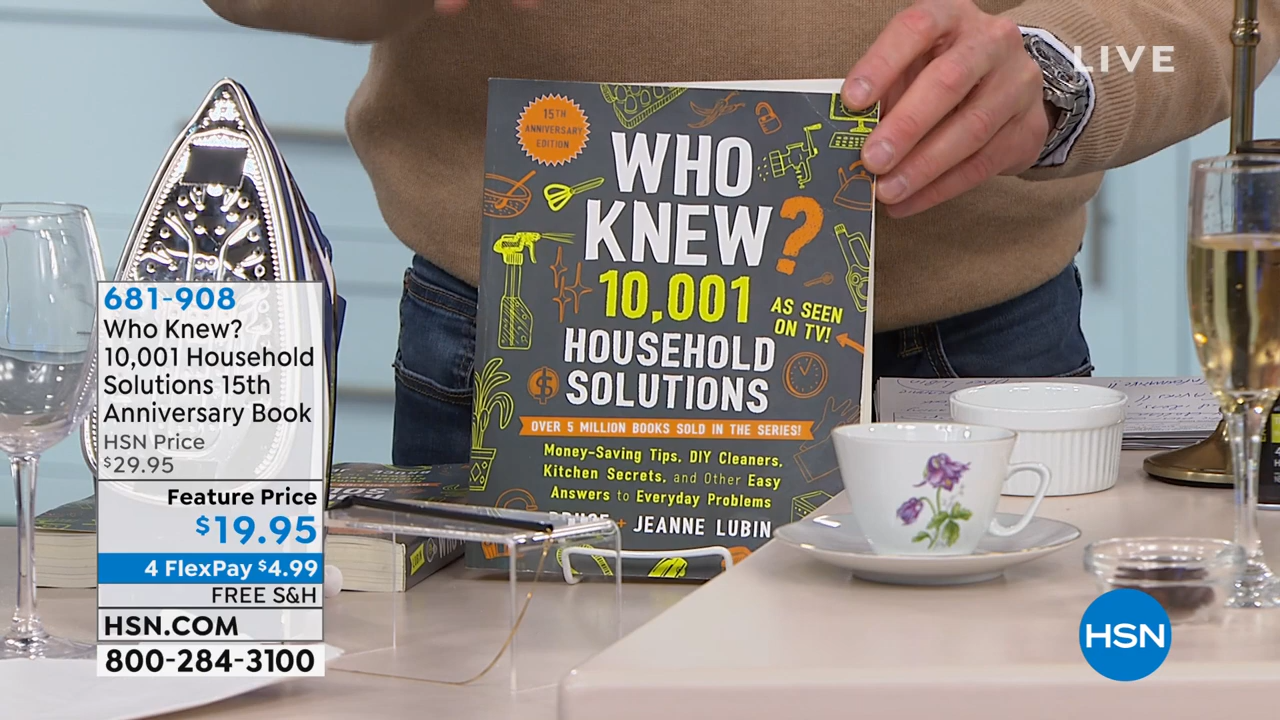 LIVE
15TH
ANNIVERSARY
EDITION
WHO
KNEW?
10,001
AS SEEN
ON TV!
HOUSEHOLD
SOLUTIONS
OVER 5 MILLION BOOKS SOLD IN THE SERIES!
Money-Saving Tips, DIY Cleaners,
Kitchen Secrets, and Other Easy
Answers to Everyday Problems
BRUCE + JEANNE LUBIN
681-908
Who Knew?
10,001 Household
Solutions 15th
Anniversary Book
HSN Price
$29.95
Feature Price
$19.95
4 FlexPay $4.99
FREE S&H
HSN.COM
800-284-3100
HSN